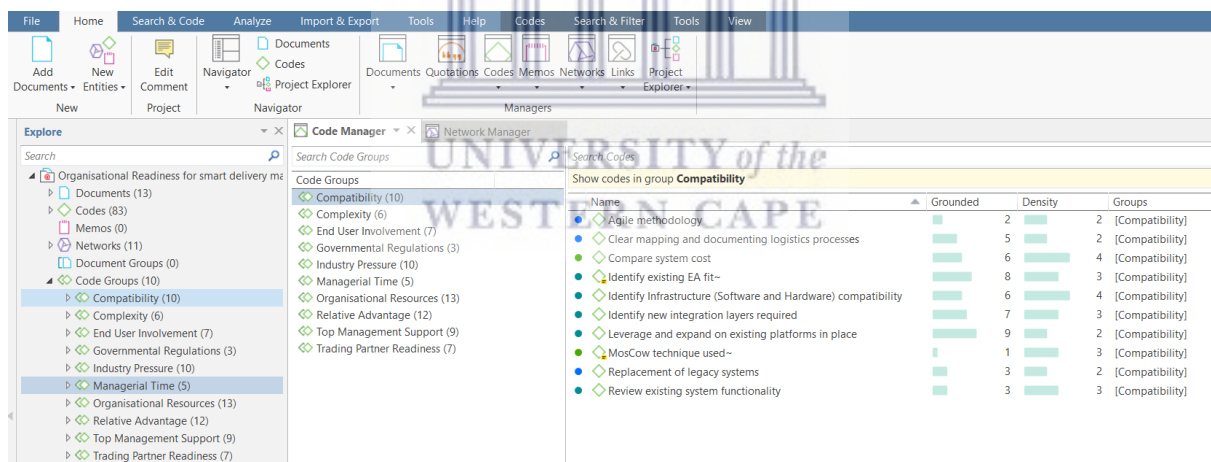 File Home Search & Code Analyze Import & Export Tools Help Codes Search & Filter Tools View
Add Documents New Entities Edit Comment Navigator Documents Codes Project Explorer Documents Quotations Codes Memos Networks Links Project Explorer
New Project Navigator Managers
Explore Code Manager Network Manager
UNIVERSITY of the
WESTERN CAPE
Search
Organisational Readiness for smart delivery ma
Documents (13)
Codes (83)
Memos (0)
Networks (11)
Document Groups (0)
Code Groups (10)
Compatibility (10)
Complexity (6)
End User Involvement (7)
Governmental Regulations (3)
Industry Pressure (10)
Managerial Time (5)
Organisational Resources (13)
Relative Advantage (12)
Top Management Support (9)
Trading Partner Readiness (7)
Search Code Groups
Code Groups
Compatibility (10)
Complexity (6)
End User Involvement (7)
Governmental Regulations (3)
Industry Pressure (10)
Managerial Time (5)
Organisational Resources (13)
Relative Advantage (12)
Top Management Support (9)
Trading Partner Readiness (7)
Search Codes
Show codes in group Compatibility
Name Grounded Density Groups
Agile methodology 2 2 [Compatibility]
Clear mapping and documenting logistics processes 5 2 [Compatibility]
Compare system cost 6 4 [Compatibility]
Identify existing EA fit~ 8 3 [Compatibility]
Identify Infrastructure (Software and Hardware) compatibility 6 4 [Compatibility]
Identify new integration layers required 7 3 [Compatibility]
Leverage and expand on existing platforms in place 9 2 [Compatibility]
MosCow technique used~ 1 3 [Compatibility]
Replacement of legacy systems 3 2 [Compatibility]
Review existing system functionality 3 3 [Compatibility]